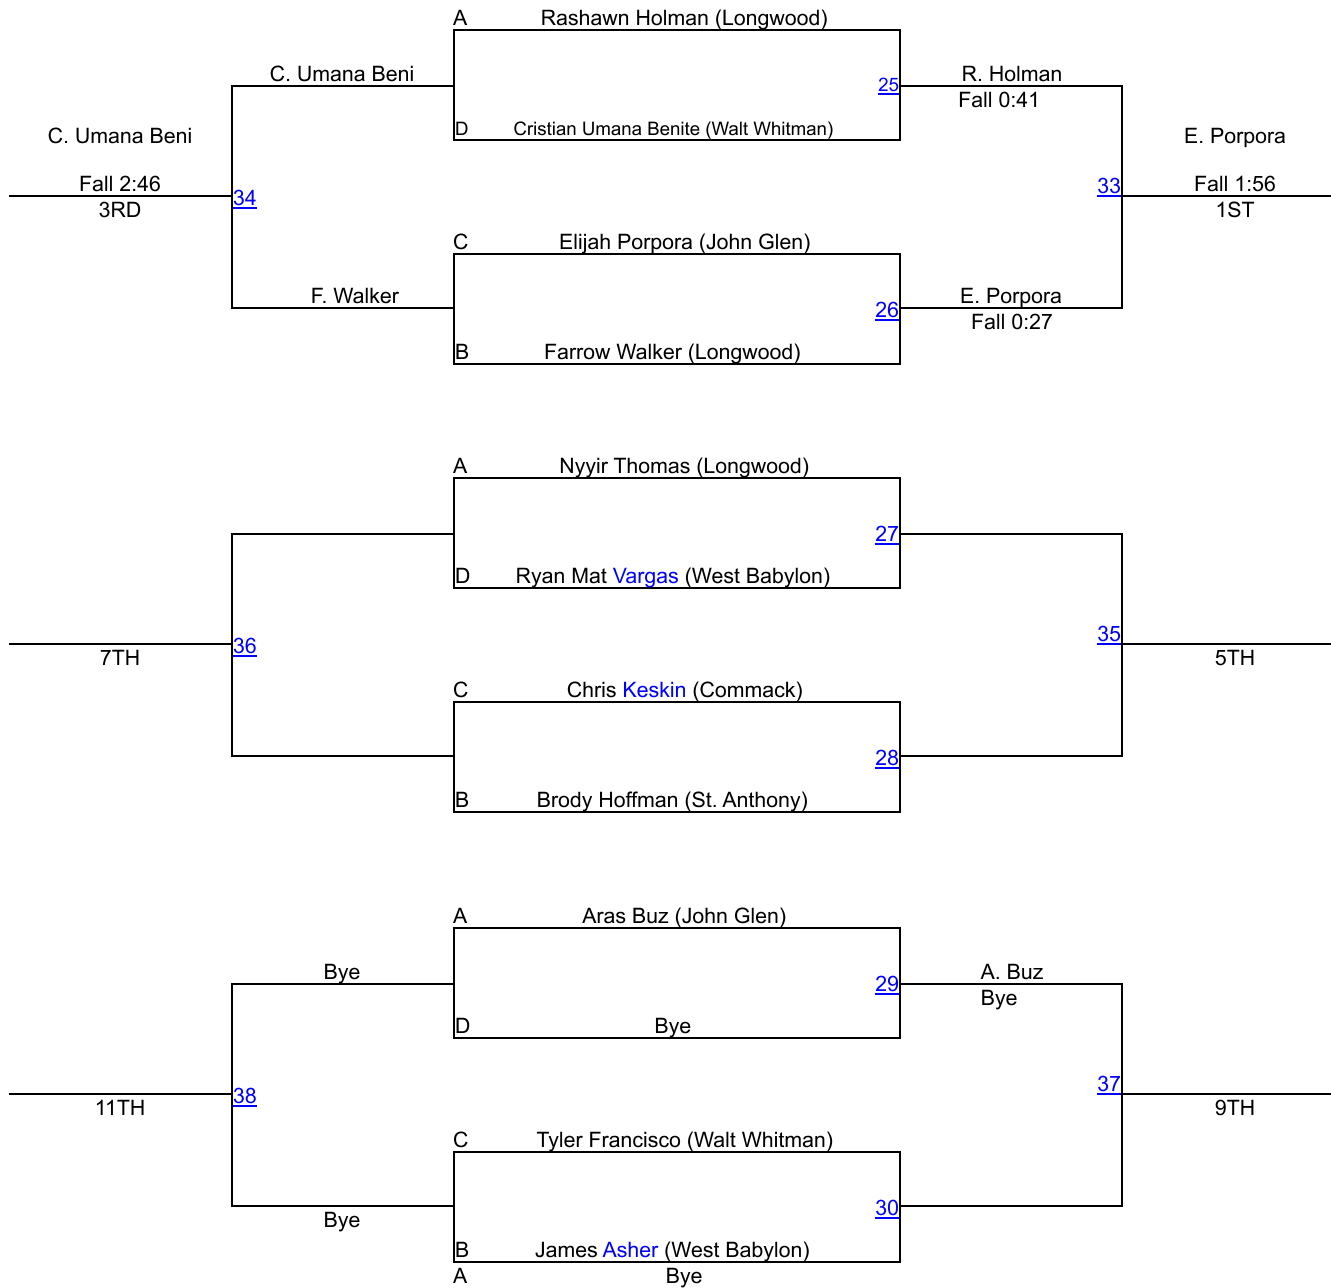 A Rashawn Holman (Longwood)
C. Umana Beni
R. Holman
25
Fall 0:41
D Cristian Umana Benite (Walt Whitman)
C. Umana Beni
E. Porpora
Fall 2:46
34
33
Fall 1:56
3RD
1ST
C Elijah Porpora (John Glen)
F. Walker
E. Porpora
26
Fall 0:27
B Farrow Walker (Longwood)
A Nyyir Thomas (Longwood)
27
D Ryan Mat Vargas (West Babylon)
36
35
7TH
5TH
C Chris Keskin (Commack)
28
B Brody Hoffman (St. Anthony)
A Aras Buz (John Glen)
Bye
A. Buz
29
Bye
D Bye
38
37
11TH
9TH
C Tyler Francisco (Walt Whitman)
30
Bye
B James Asher (West Babylon)
A Bye